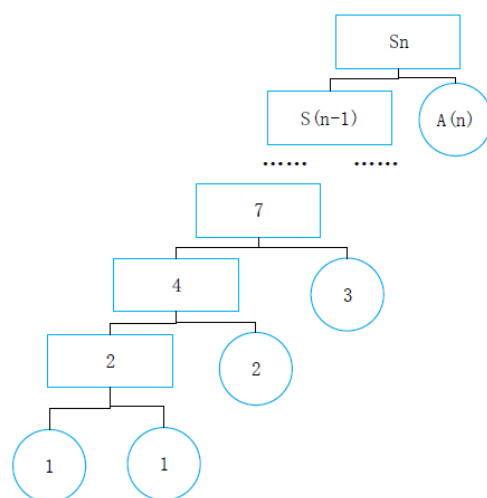 Sn
S(n-1) A(n)
…… ……
7
4 3
2 2
1 1